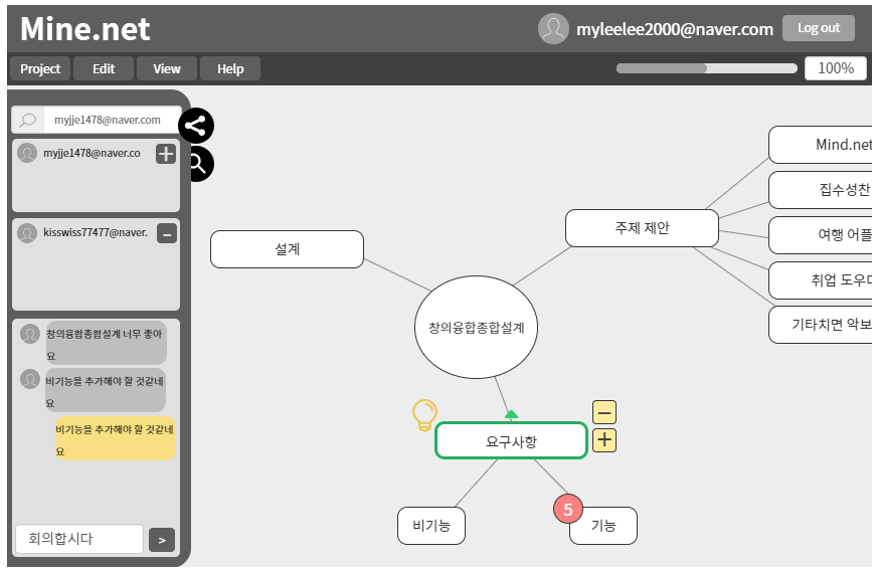 Mine.net
myleelee2000@naver.com
Log out
Project
Edit
View
Help
100%
myjje1478@naver.com
myjje1478@naver.co
+
kisswiss77477@naver.
−
창의융합종합설계 너무 좋아
요
비기능을 추가해야 할 것같네
요
비기능을 추가해야 할 것같네
요
회의합시다
>
설계
주제 제안
Mind.net
집수성찬
여행 어플
취업 도우
기타치면 악보
창의융합종합설계
요구사항
−
+
비기능
5
기능